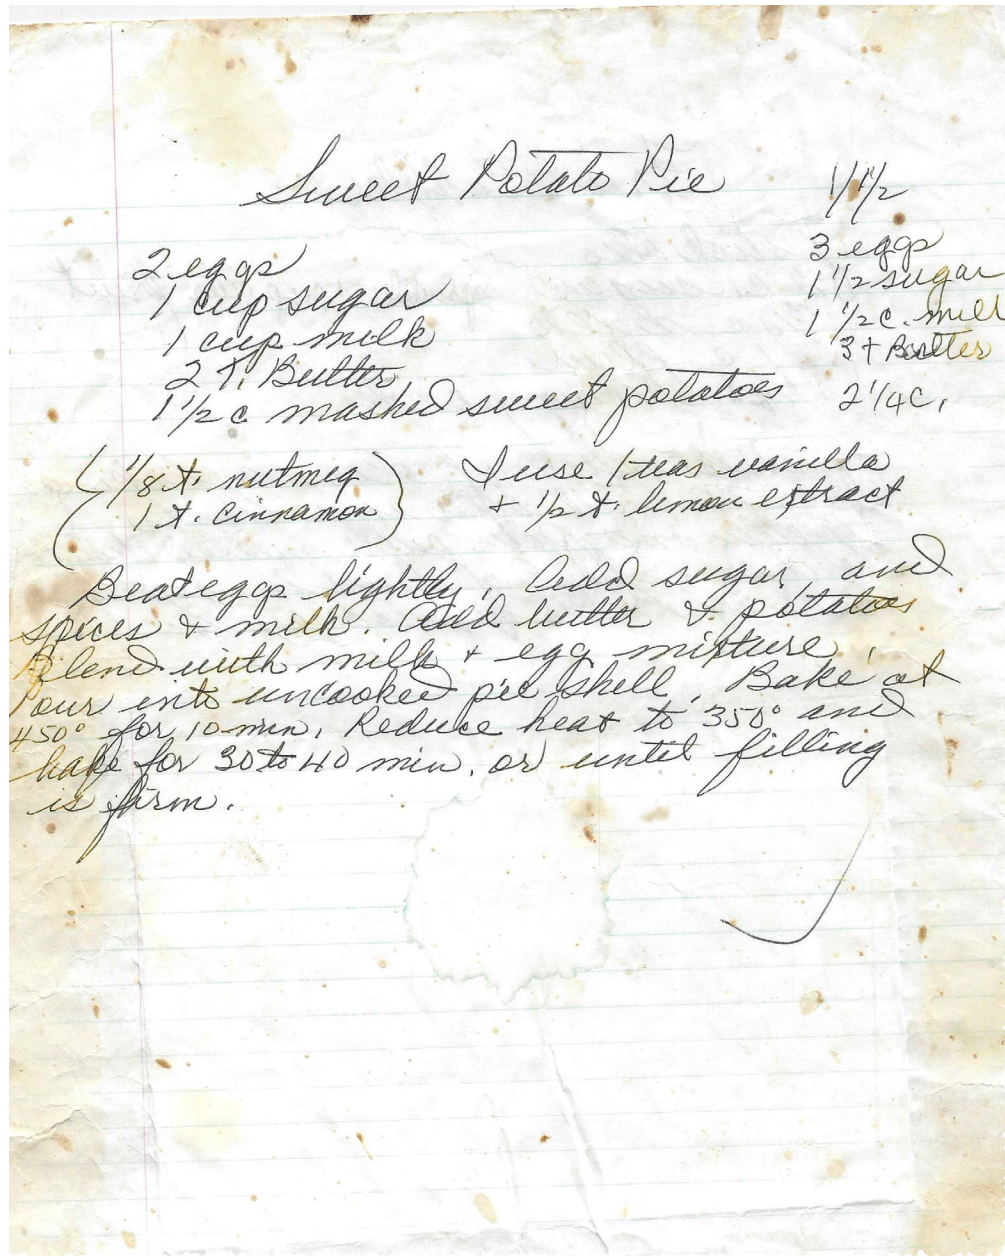 Sweet Potato Pie
1 1/2
2 eggs
1 cup sugar
1 cup milk
2 T. Butter
1 1/2 c mashed sweet potatoes
3 eggs
1 1/2 sugar
1 1/2 c. milk
3 t Butter
2 1/4 c.
(1/8 t. nutmeg
1 t. cinnamon)
I use 1 teas vanilla
+ 1/2 t. lemon extract
Beat eggs lightly. Add sugar and
spices & milk. Add butter & potatoes
Blend with milk + egg mixture.
Pour into uncooked pie shell. Bake at
450° for 10 min. Reduce heat to 350° and
bake for 30 to 40 min. or until filling
is firm.